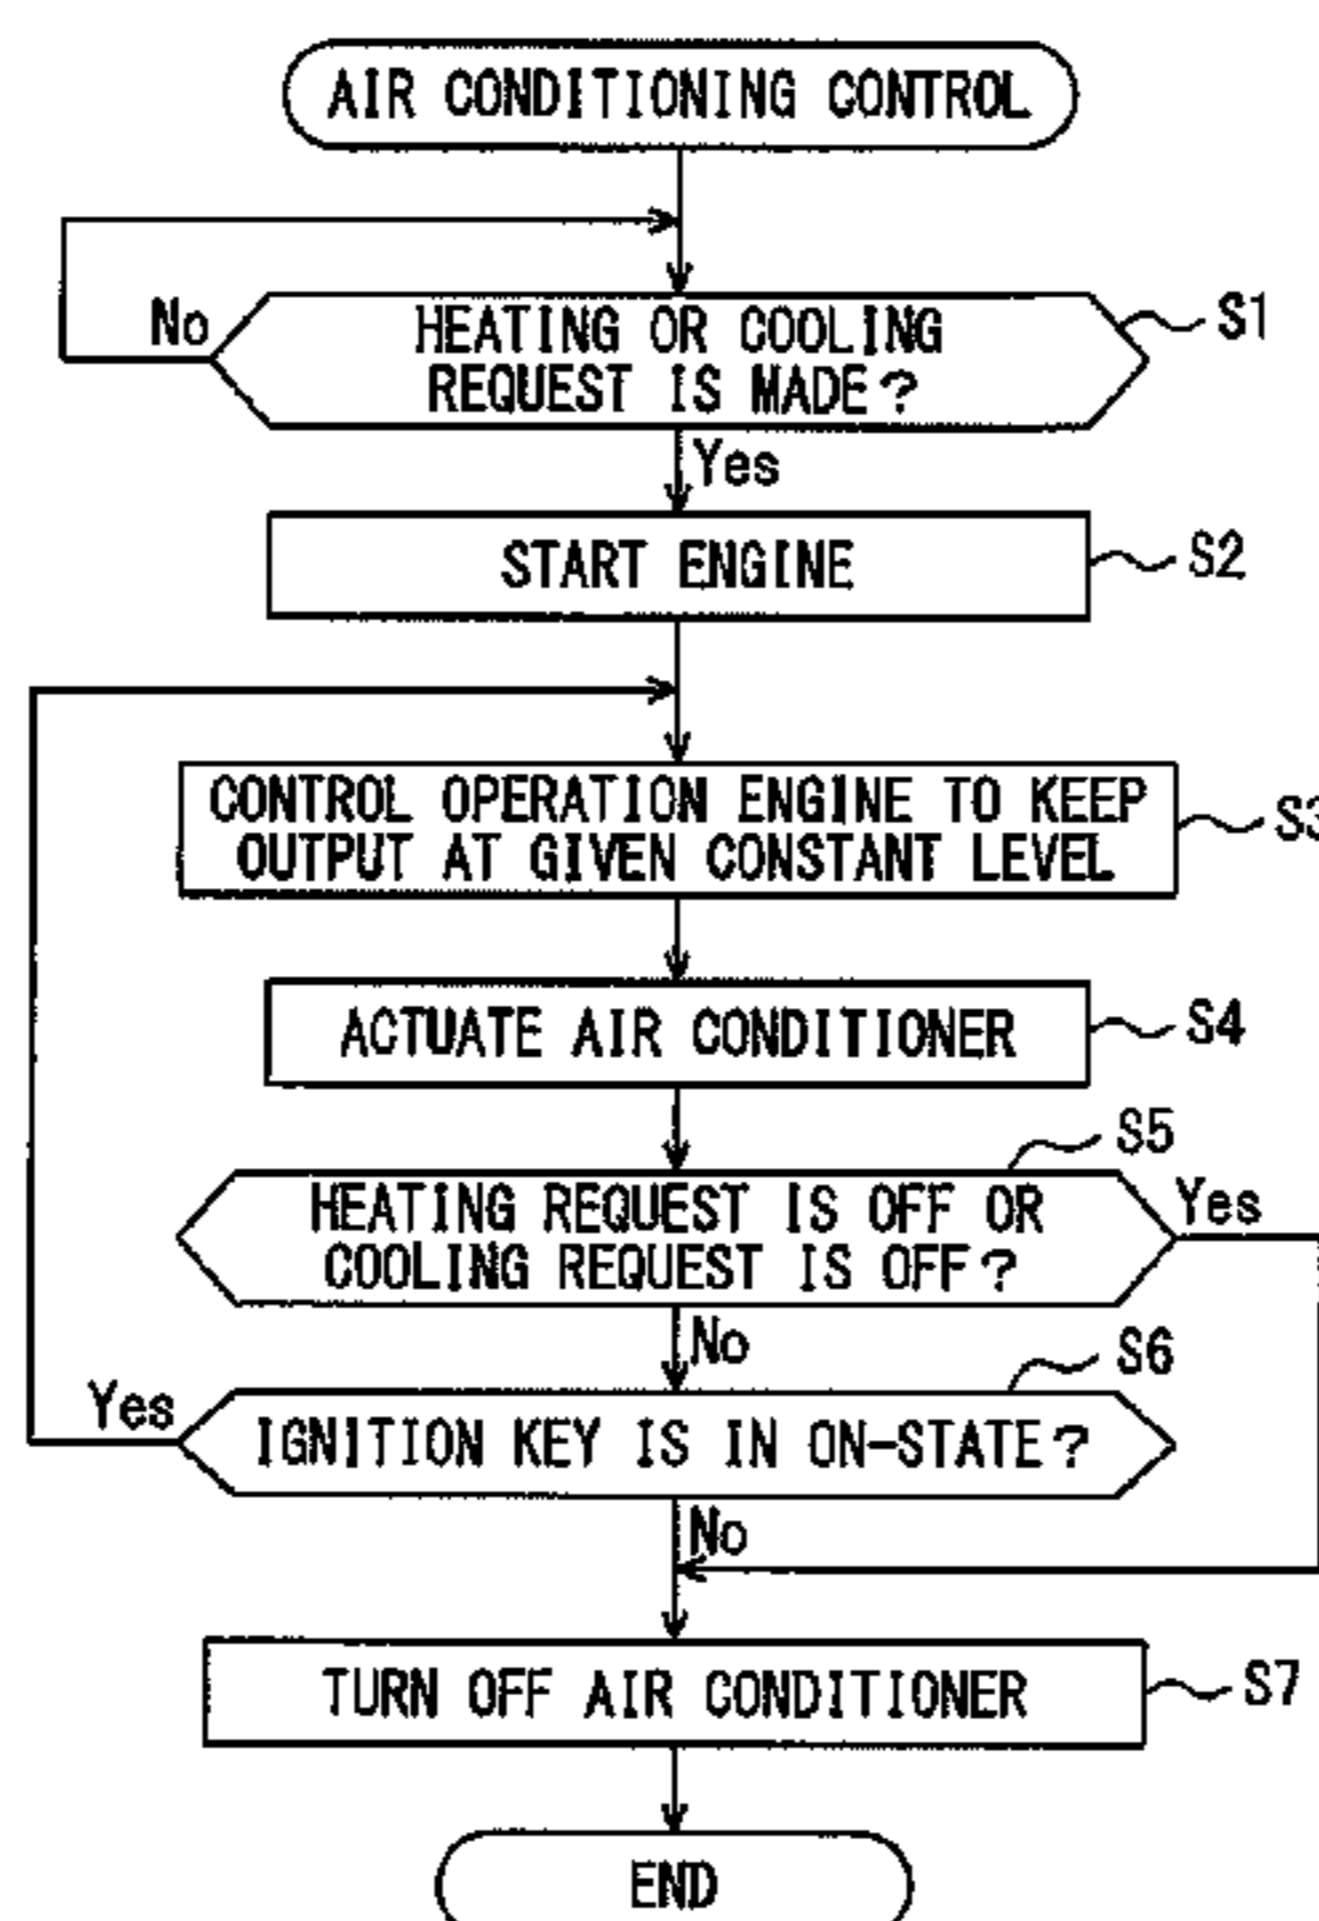 AIR CONDITIONING CONTROL
No
HEATING OR COOLING
REQUEST IS MADE?
S1
Yes
START ENGINE
S2
CONTROL OPERATION ENGINE TO KEEP
OUTPUT AT GIVEN CONSTANT LEVEL
S3
ACTUATE AIR CONDITIONER
S4
S5
HEATING REQUEST IS OFF OR
COOLING REQUEST IS OFF?
Yes
No
S6
Yes
IGNITION KEY IS IN ON-STATE?
No
TURN OFF AIR CONDITIONER
S7
END